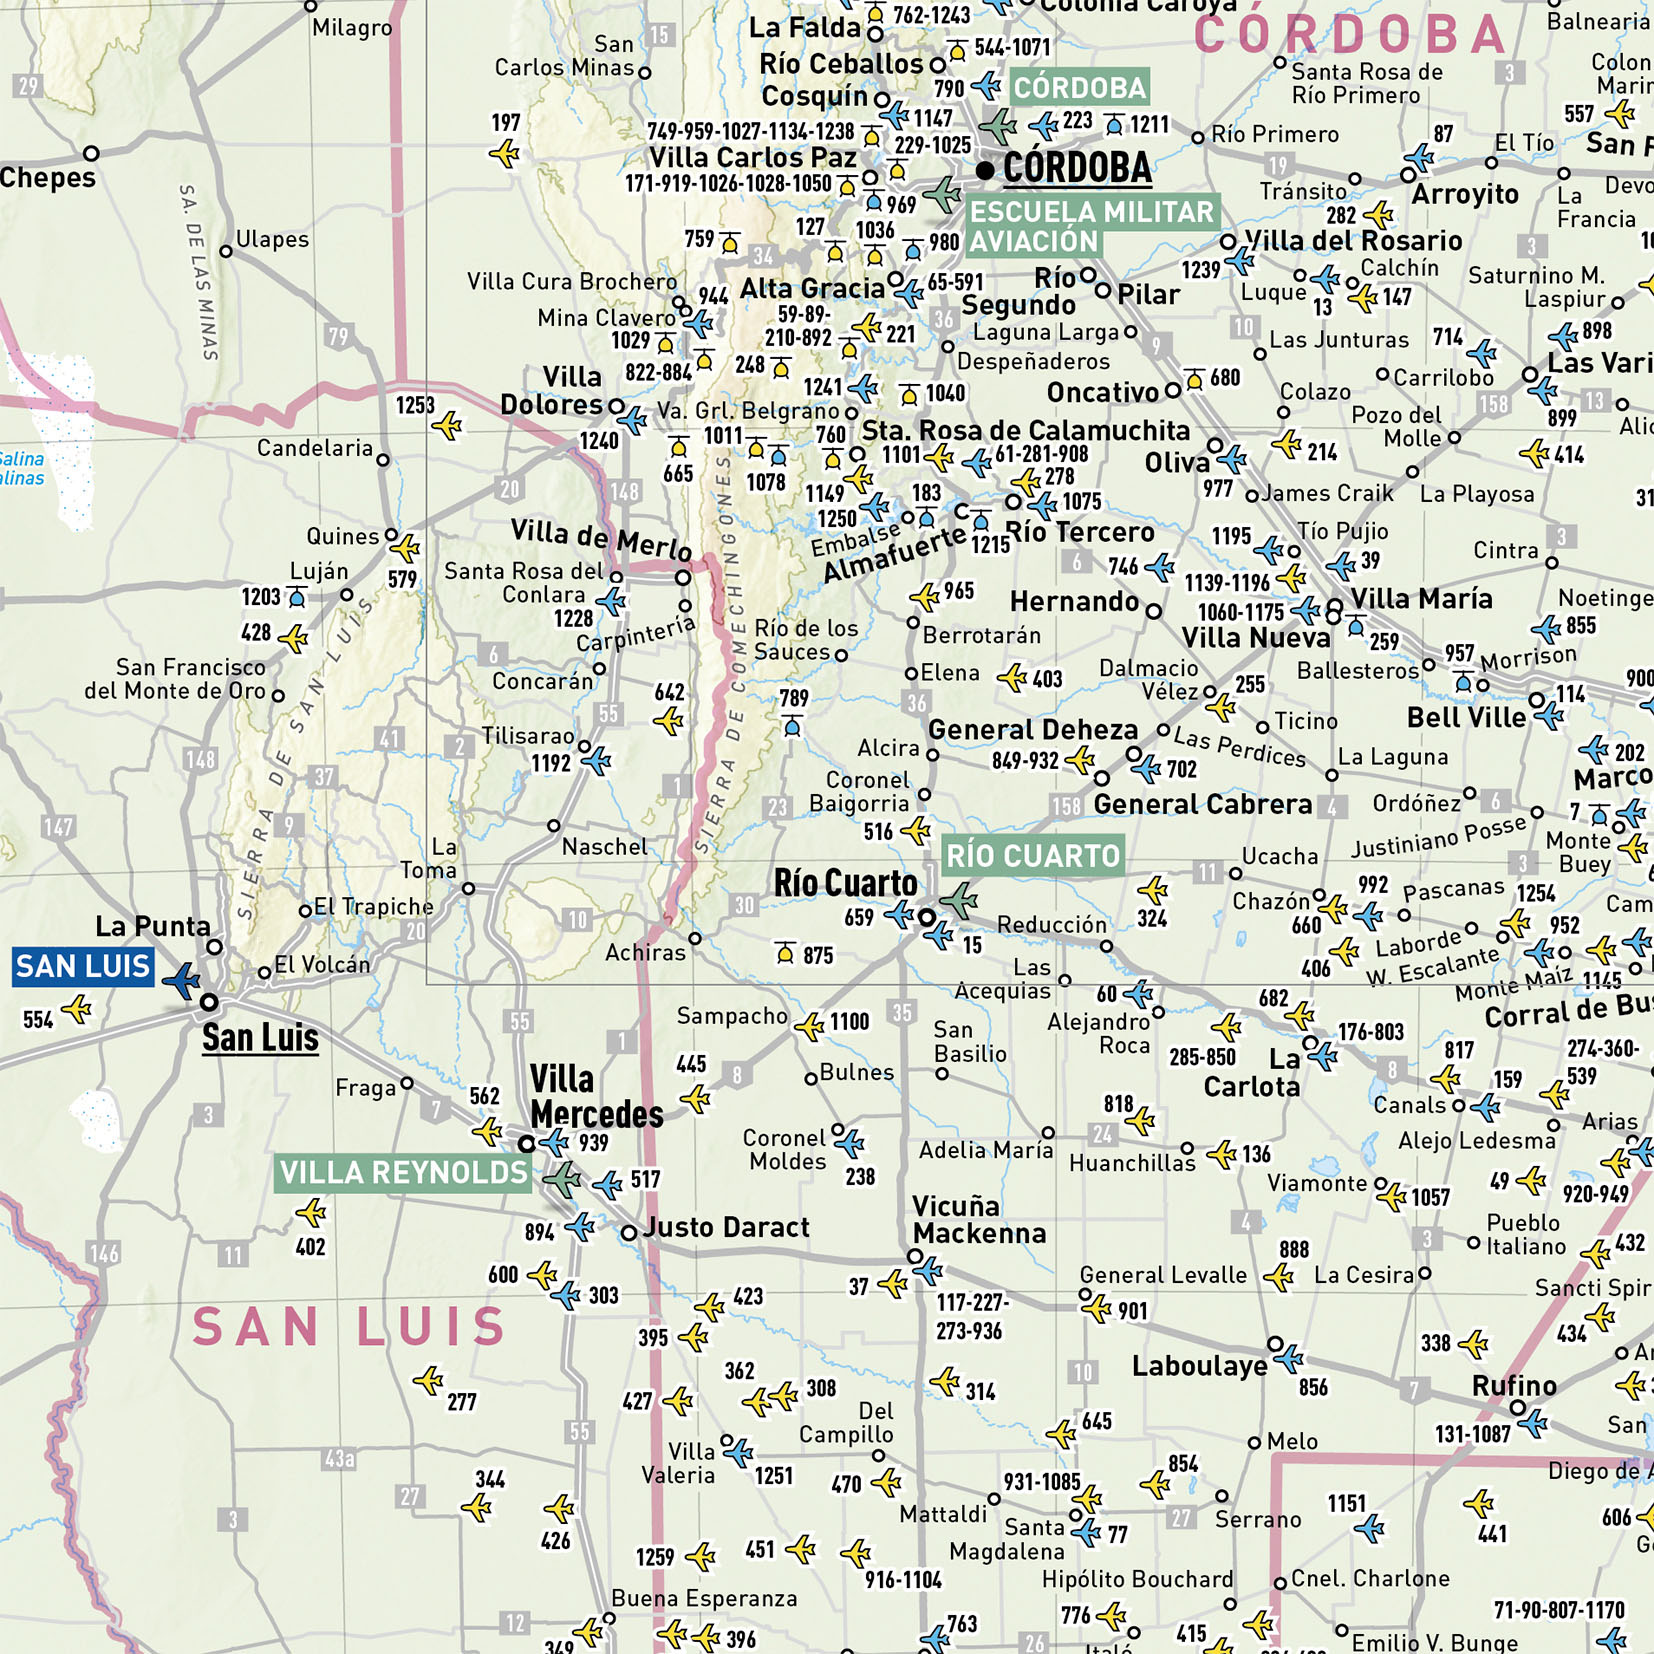 Milagro
29
San
Carlos Minas
15
La Falda
762-1243
Colonia Caroya
CÓRDOBA
Balnearia
544-1071
Río Ceballos
790
CÓRDOBA
Santa Rosa de
Río Primero
3
Colon
Marin
Cosquín
1147
223
1211
557
197
749-959-1027-1134-1238
229-1025
Río Primero
87
El Tío
San F
Chepes
Villa Carlos Paz
CÓRDOBA
19
171-919-1026-1028-1050
969
Tránsito
Arroyito
La
Francia
Devo
SA. DE LAS MINAS
ESCUELA MILITAR
AVIACIÓN
282
Ulapes
759
127
1036
980
34
Villa del Rosario
3
1239
Calchín
Villa Cura Brochero
944
Alta Gracia
65-591
Río
Segundo
Pilar
Luque
13
147
Saturnino M.
Laspiur
Mina Clavero
59-89-
210-892
221
36
Laguna Larga
10
79
1029
822-884
248
Despeñaderos
9
Las Junturas
714
898
Villa
Dolores
1241
1040
Oncativo
680
Carrilobo
Las Vari
1253
Va. Grl. Belgrano
Colazo
158
13
899
1240
Sta. Rosa de Calamuchita
Pozo del
Molle
Alic
Candelaria
665
1011
1078
760
1101
61-281-908
278
Oliva
977
214
414
Salina
alinas
20
148
1149
1250
183
1075
James Craik
La Playosa
31
Quines
Villa de Merlo
Embalse
Almafuerte
1215
Río Tercero
1195
Tío Pujio
3
Cintra
579
Luján
Santa Rosa del
Conlara
6
746
39
1139-1196
1203
428
1228
Carpintería
965
Hernando
1060-1175
Villa María
Noetinge
SIERRA DE COMECHINGONES
Río de los
Sauces
Berrotarán
Villa Nueva
259
855
San Francisco
del Monte de Oro
6
Concarán
Elena
403
Dalmacio
Vélez
255
Ballesteros
957
Morrison
900
642
789
36
114
SIERRA DE SAN LUIS
55
General Deheza
Ticino
Bell Ville
148
41
2
Tilisarao
Alcira
849-932
702
Las Perdices
La Laguna
202
1192
37
1
Coronel
Baigorria
23
158
General Cabrera
4
Ordóñez
6
Marco
7
147
9
Naschel
516
Justiniano Posse
Monte
Buey
La
Toma
RÍO CUARTO
11
Ucacha
3
Río Cuarto
324
Chazón
992
Pascanas
1254
El Trapiche
10
30
659
15
Reducción
660
Laborde
952
Cam
La Punta
20
Achiras
875
406
W. Escalante
Monte Maíz
1145
SAN LUIS
El Volcán
Las
Acequias
60
Corral de Bus
554
San Luis
55
Sampacho
1100
35
San
Basilio
Alejandro
Roca
682
285-850
176-803
1
La
Carlota
274-360-
539
Fraga
Villa
Mercedes
445
8
Bulnes
8
817
159
3
7
562
818
Canals
Arias
939
Coronel
Moldes
238
Adelia María
24
Huanchillas
136
Alejo Ledesma
VILLA REYNOLDS
517
Viamonte
1057
49
920-949
402
894
Justo Daract
Vicuña
Mackenna
4
3
Pueblo
Italiano
432
146
11
600
303
37
General Levalle
888
La Cesira
Sancti Spir
SAN LUIS
423
117-227-
273-936
901
395
338
434
277
362
308
314
10
Laboulaye
856
7
Rufino
Ar
427
645
131-1087
San
55
Del
Campillo
43a
Villa
Valeria
1251
Melo
Diego de A
27
344
470
931-1085
854
3
426
Mattaldi
Santa
Magdalena
77
27
Serrano
1151
441
606
1259
451
916-1104
Hipólito Bouchard
Cnel. Charlone
Buena Esperanza
12
349
396
763
26
776
Italó
415
71-90-807-1170
Emilio V. Bunge